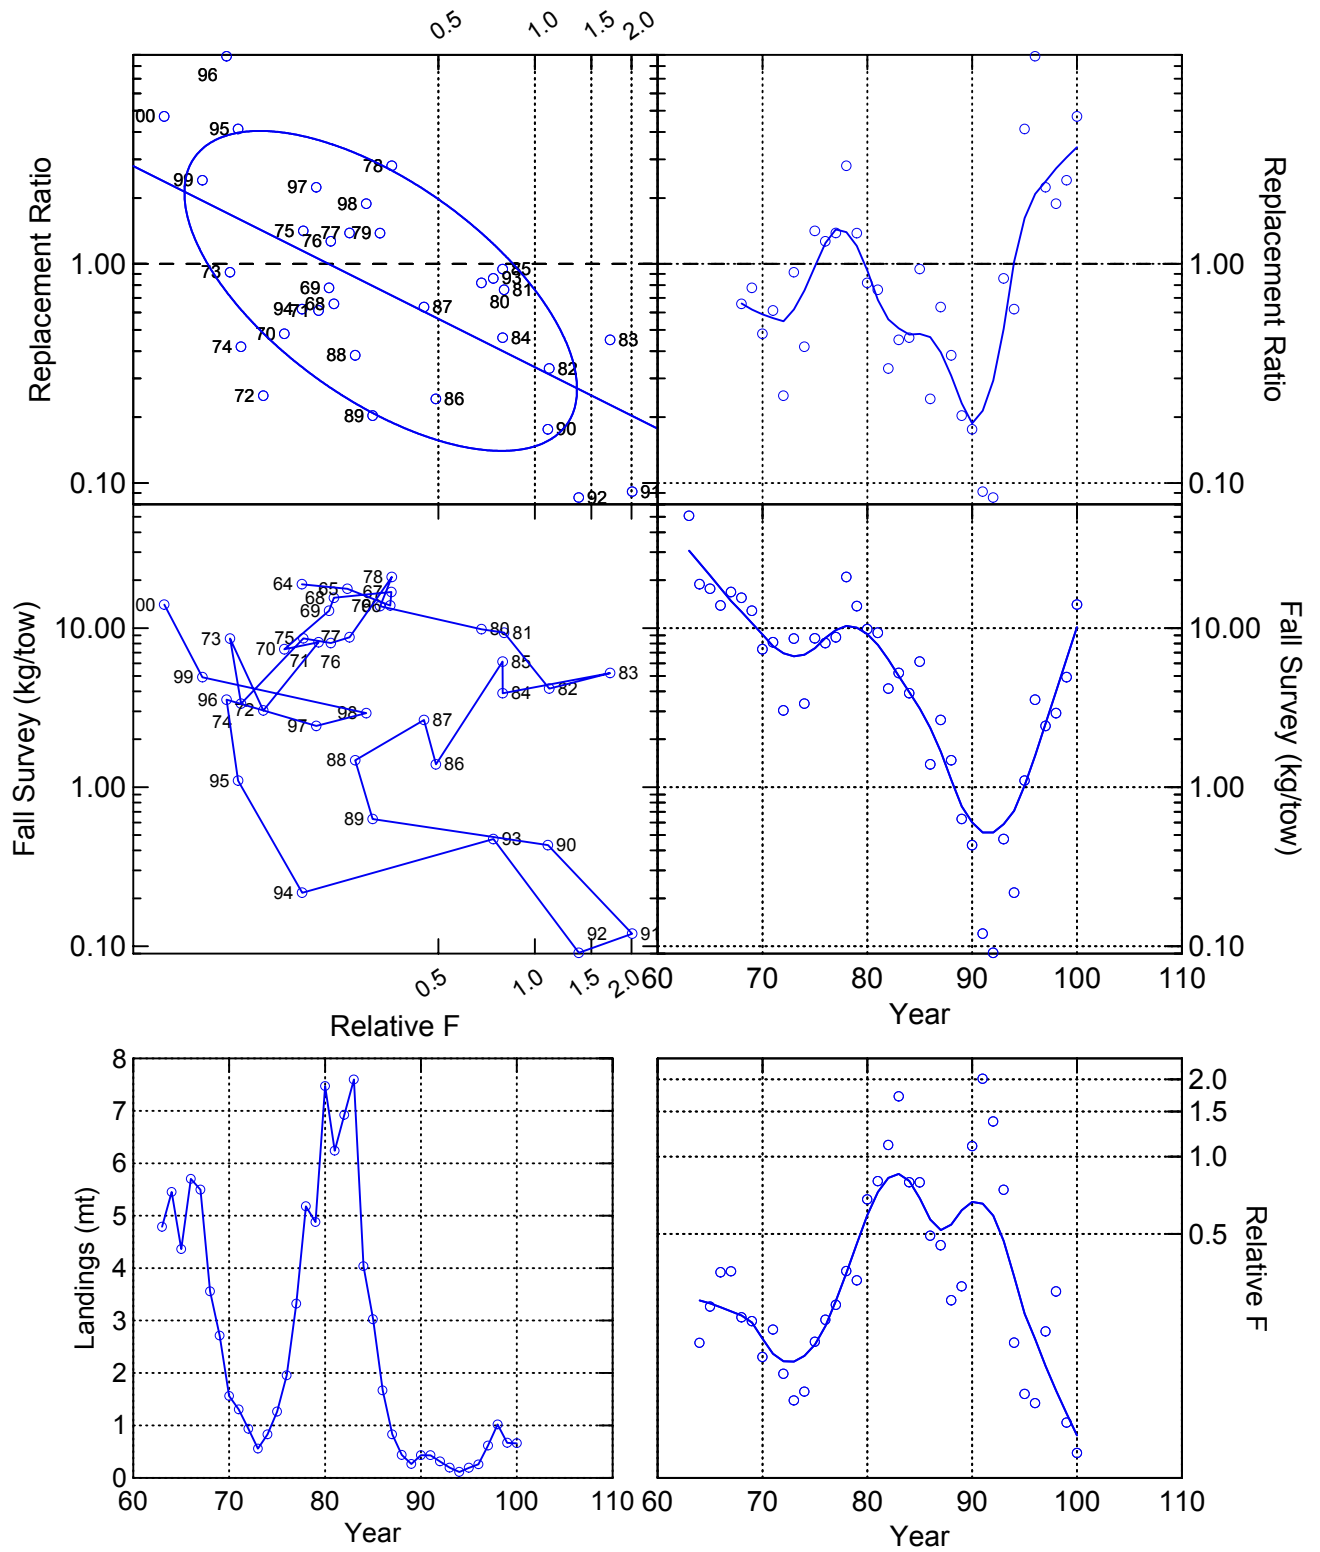 0.5 1.0 1.5 2.0
96
00
95
78
99 97
98
75 77 79
76
1.00 1.00
73 85
93
69 81
80
94 71 68 87
70
74 84 83
88
82
72 86
89
90
0.10 92 91 0.10
Replacement Ratio
Replacement Ratio
78
64 65 67
00 68 79 66
69
10.00 10.00
73 75 77 80 81
70
71 76
85
99 83
84 82
96 72 98
74 97 87
88 86
95
1.00 1.00
89
93 90
94
92 91
0.10 0.10
Fall Survey (kg/tow)
Fall Survey (kg/tow)
0.5 1.0 1.5 2.0
60 70 80 90 100 110
Relative F
Year
8
7
6
5
4
3
2
1
0
Landings (mt)
60 70 80 90 100 110
Year
2.0
1.5
1.0
0.5
Relative F
60 70 80 90 100 110
Year